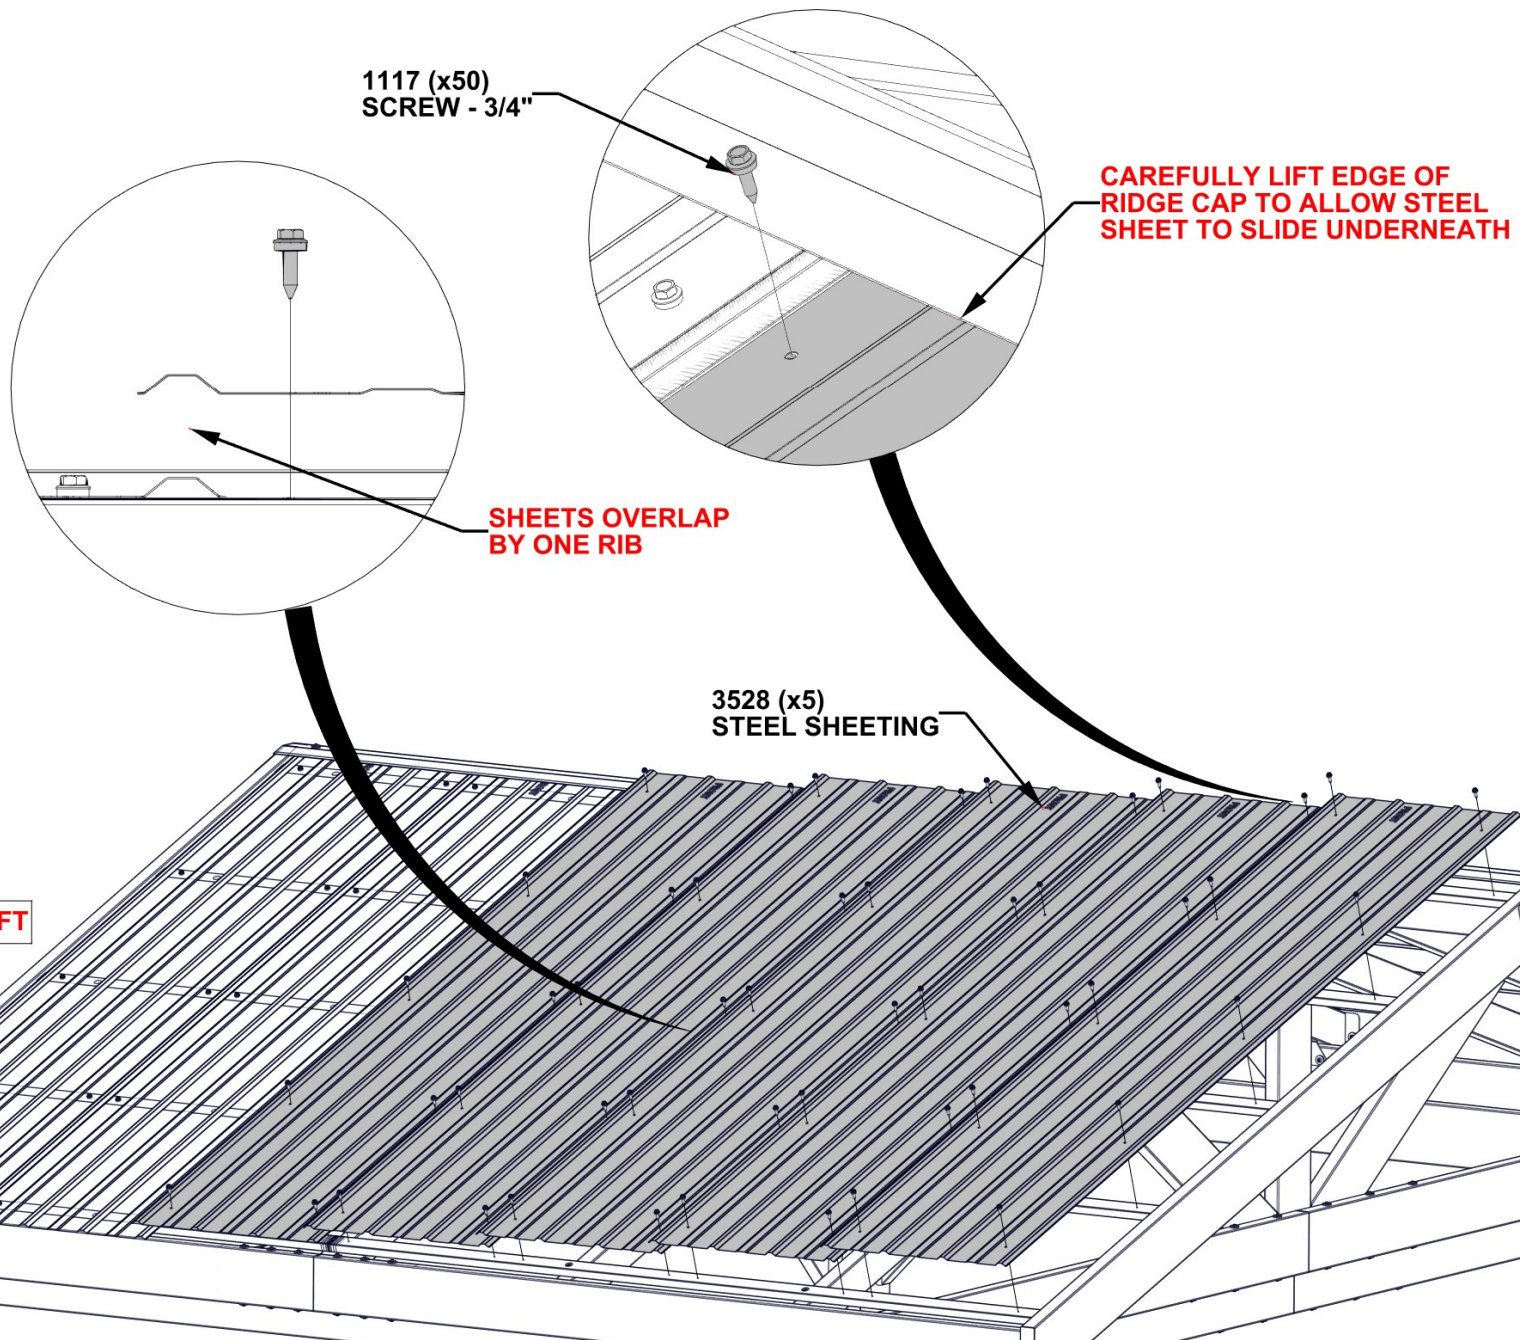 1117 (x50)
SCREW - 3/4"
CAREFULLY LIFT EDGE OF
RIDGE CAP TO ALLOW STEEL
SHEET TO SLIDE UNDERNEATH
SHEETS OVERLAP
BY ONE RIB
3528 (x5)
STEEL SHEETING
FT